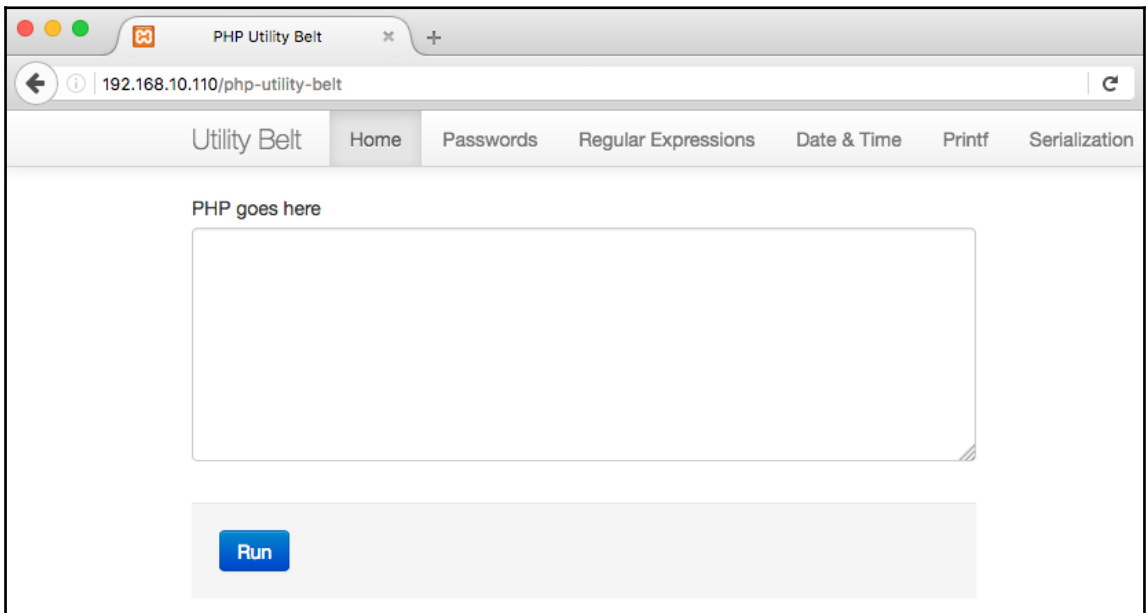 PHP Utility Belt
192.168.10.110/php-utility-belt
Utility Belt Home Passwords Regular Expressions Date & Time Printf Serialization
PHP goes here
Run